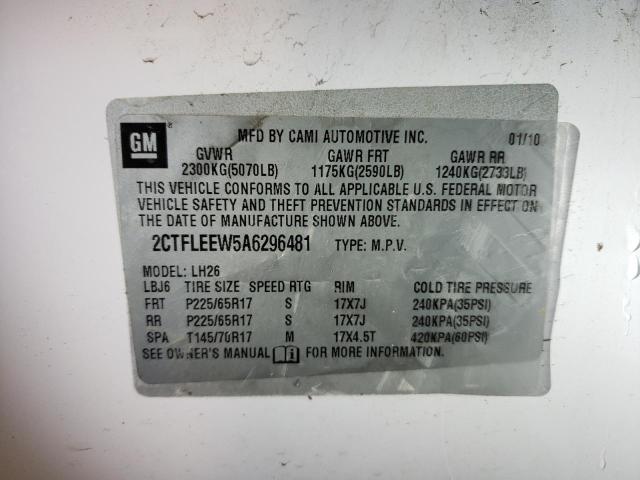 GM ® MFD BY CAMI AUTOMOTIVE INC. 01/10
GVWR GAWR FRT GAWR RR
2300KG(5070LB) 1175KG(2590LB) 1240KG(2733LB)
THIS VEHICLE CONFORMS TO ALL APPLICABLE U.S. FEDERAL MOTOR
VEHICLE SAFETY AND THEFT PREVENTION STANDARDS IN EFFECT ON
THE DATE OF MANUFACTURE SHOWN ABOVE.
2CTFLEEW5A6296481 TYPE: M.P.V.
MODEL: LH26
LBJ6 TIRE SIZE SPEED RTG RIM COLD TIRE PRESSURE
FRT P225/65R17 S 17X7J 240KPA(35PSI)
RR P225/65R17 S 17X7J 240KPA(35PSI)
SPA T145/70R17 M 17X4.5T 420KPA(60PSI)
SEE OWNER'S MANUAL FOR MORE INFORMATION.